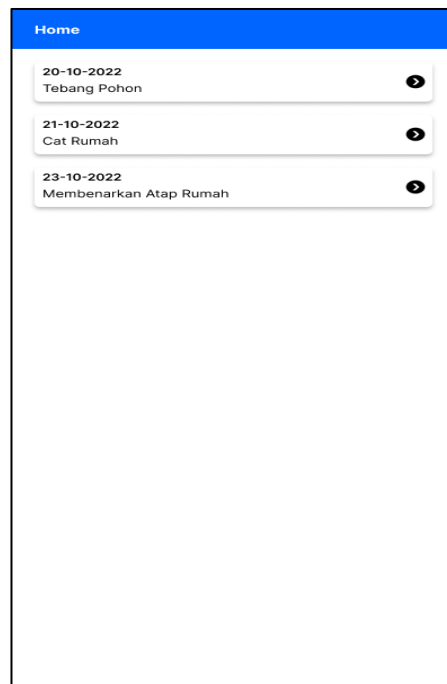 Home
20-10-2022
Tebang Pohon
21-10-2022
Cat Rumah
23-10-2022
Membenarkan Atap Rumah